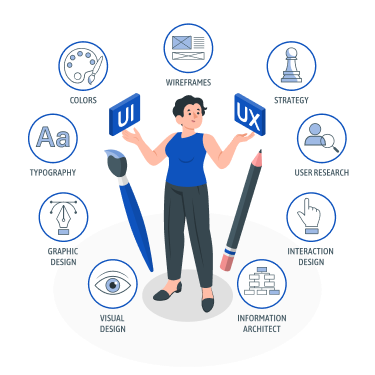 WIREFRAMES
COLORS
STRATEGY
UI
UX
Aa
TYPOGRAPHY
USER RESEARCH
GRAPHIC
DESIGN
INTERACTION
DESIGN
VISUAL
DESIGN
INFORMATION
ARCHITECT